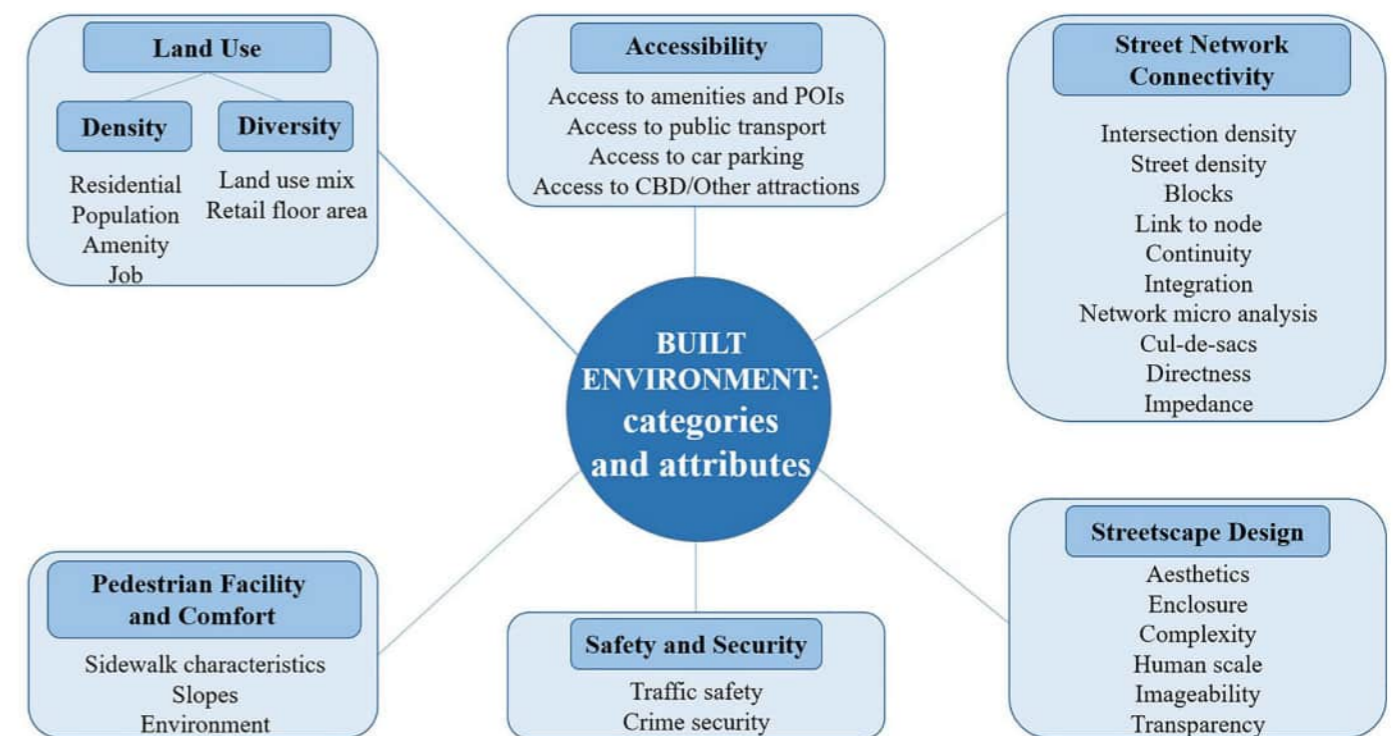 Land Use
Density
Residential
Population
Amenity
Job
Diversity
Land use mix
Retail floor area
Accessibility
Access to amenities and POIs
Access to public transport
Access to car parking
Access to CBD/Other attractions
Street Network
Connectivity
Intersection density
Street density
Blocks
Link to node
Continuity
Integration
Network micro analysis
Cul-de-sacs
Directness
Impedance
BUILT
ENVIRONMENT:
categories
and attributes
Pedestrian Facility
and Comfort
Sidewalk characteristics
Slopes
Environment
Safety and Security
Traffic safety
Crime security
Streetscape Design
Aesthetics
Enclosure
Complexity
Human scale
Imageability
Transparency